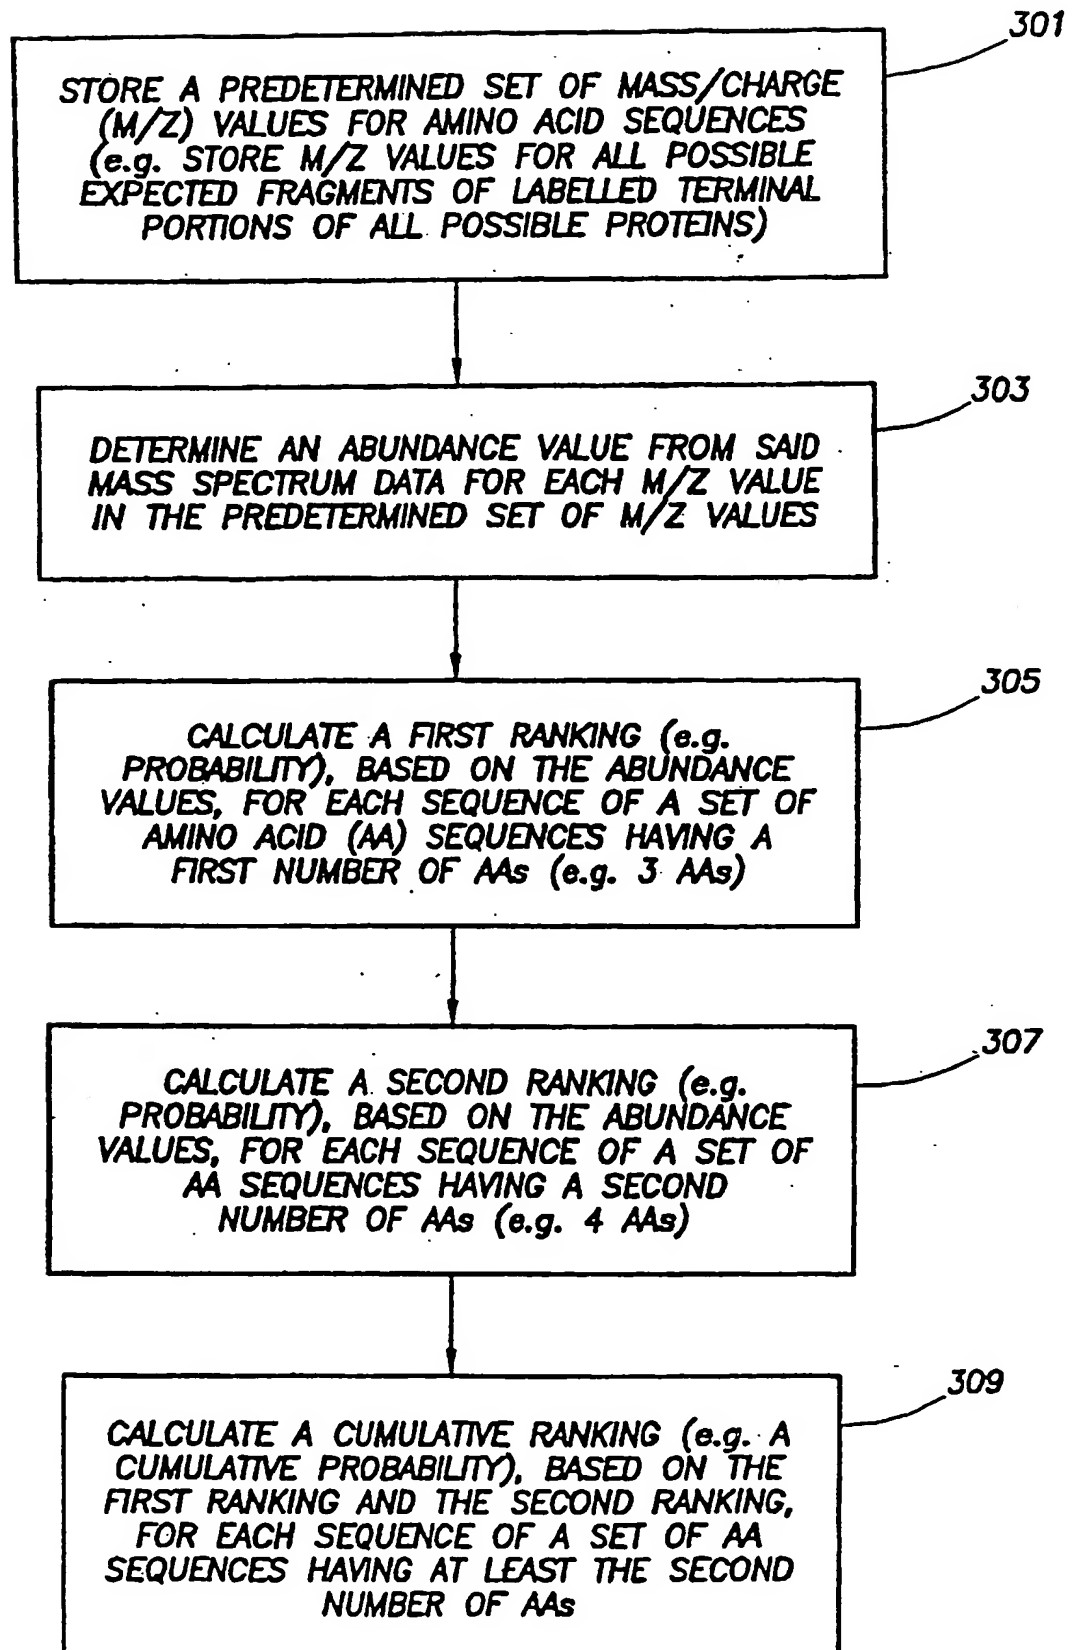 301
STORE A PREDETERMINED SET OF MASS/CHARGE
(M/Z) VALUES FOR AMINO ACID SEQUENCES
(e.g. STORE M/Z VALUES FOR ALL POSSIBLE
EXPECTED FRAGMENTS OF LABELLED TERMINAL
PORTIONS OF ALL POSSIBLE PROTEINS)
303
DETERMINE AN ABUNDANCE VALUE FROM SAID
MASS SPECTRUM DATA FOR EACH M/Z VALUE
IN THE PREDETERMINED SET OF M/Z VALUES
305
CALCULATE A FIRST RANKING (e.g.
PROBABILITY), BASED ON THE ABUNDANCE
VALUES, FOR EACH SEQUENCE OF A SET OF
AMINO ACID (AA) SEQUENCES HAVING A
FIRST NUMBER OF AAs (e.g. 3 AAs)
307
CALCULATE A SECOND RANKING (e.g.
PROBABILITY), BASED ON THE ABUNDANCE
VALUES, FOR EACH SEQUENCE OF A SET OF
AA SEQUENCES HAVING A SECOND
NUMBER OF AAs (e.g. 4 AAs)
309
CALCULATE A CUMULATIVE RANKING (e.g. A
CUMULATIVE PROBABILITY), BASED ON THE
FIRST RANKING AND THE SECOND RANKING,
FOR EACH SEQUENCE OF A SET OF AA
SEQUENCES HAVING AT LEAST THE SECOND
NUMBER OF AAs